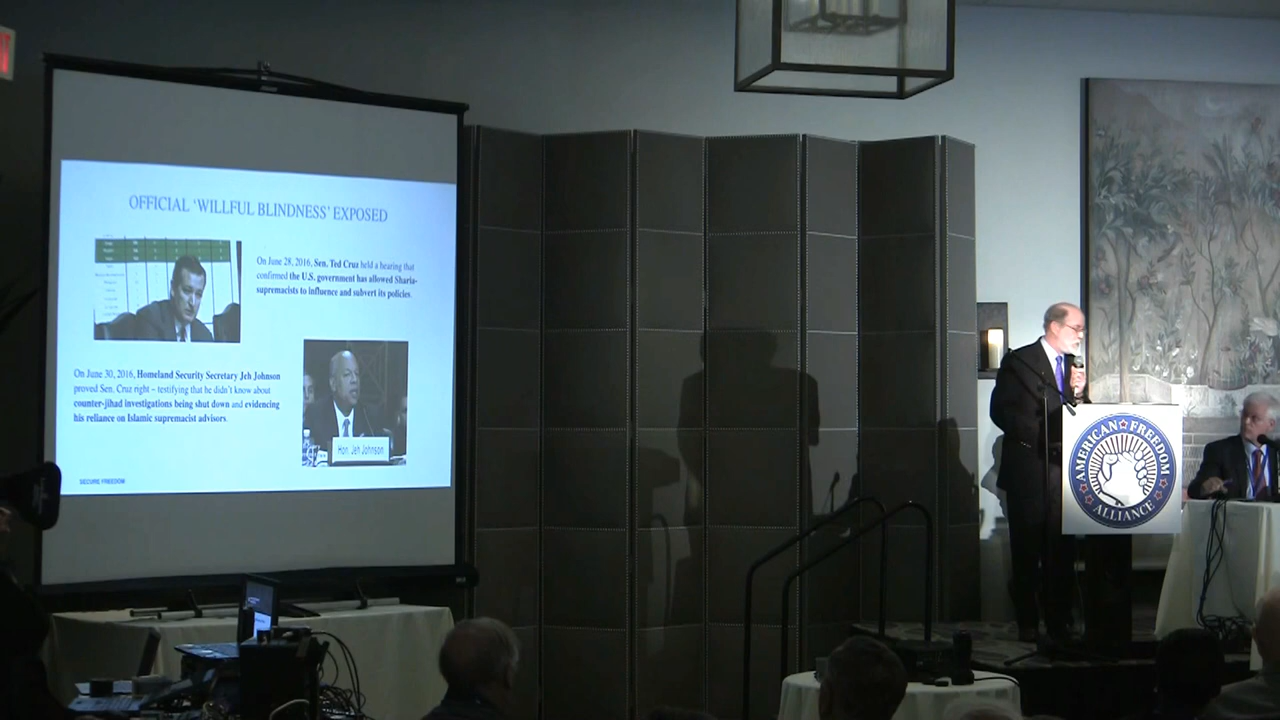 OFFICIAL ‘WILLFUL BLINDNESS’ EXPOSED
On June 28, 2016, Sen. Ted Cruz held a hearing that
confirmed the U.S. government has allowed Sharia-
supremacists to influence and subvert its policies.
On June 30, 2016, Homeland Security Secretary Jeh Johnson
proved Sen. Cruz right – testifying that he didn't know about
counter-jihad investigations being shut down and evidencing
his reliance on Islamic supremacist advisors.
Hon. Jeh Johnson
SECURE FREEDOM
AMERICAN FREEDOM
ALLIANCE